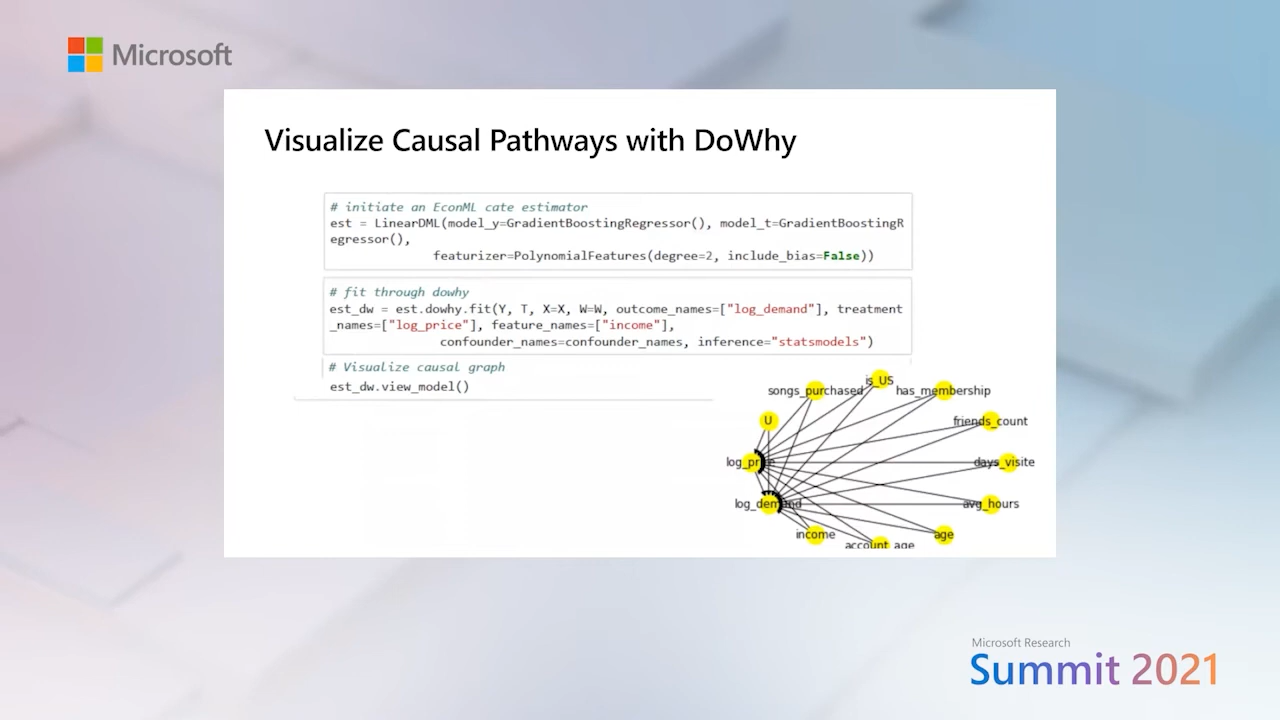 Microsoft
Visualize Causal Pathways with DoWhy
# initiate an EconML cate estimator
est = LinearDML(model_y=GradientBoostingRegressor(), model_t=GradientBoostingR
egressor(),
featurizer=PolynomialFeatures(degree=2, include_bias=False))
# fit through dowhy
est_dw = est.dowhy.fit(Y, T, X=X, W=W, outcome_names=["log_demand"], treatment
_names=["log_price"], feature_names=["income"],
confounder_names=confounder_names, inference="statsmodels")
# Visualize causal graph
est_dw.view_model()
is_US
songs_purchased
has_membership
U
friends_count
log_price
days_visite
log_demand
avg_hours
income
age
account_age
Microsoft Research
Summit 2021